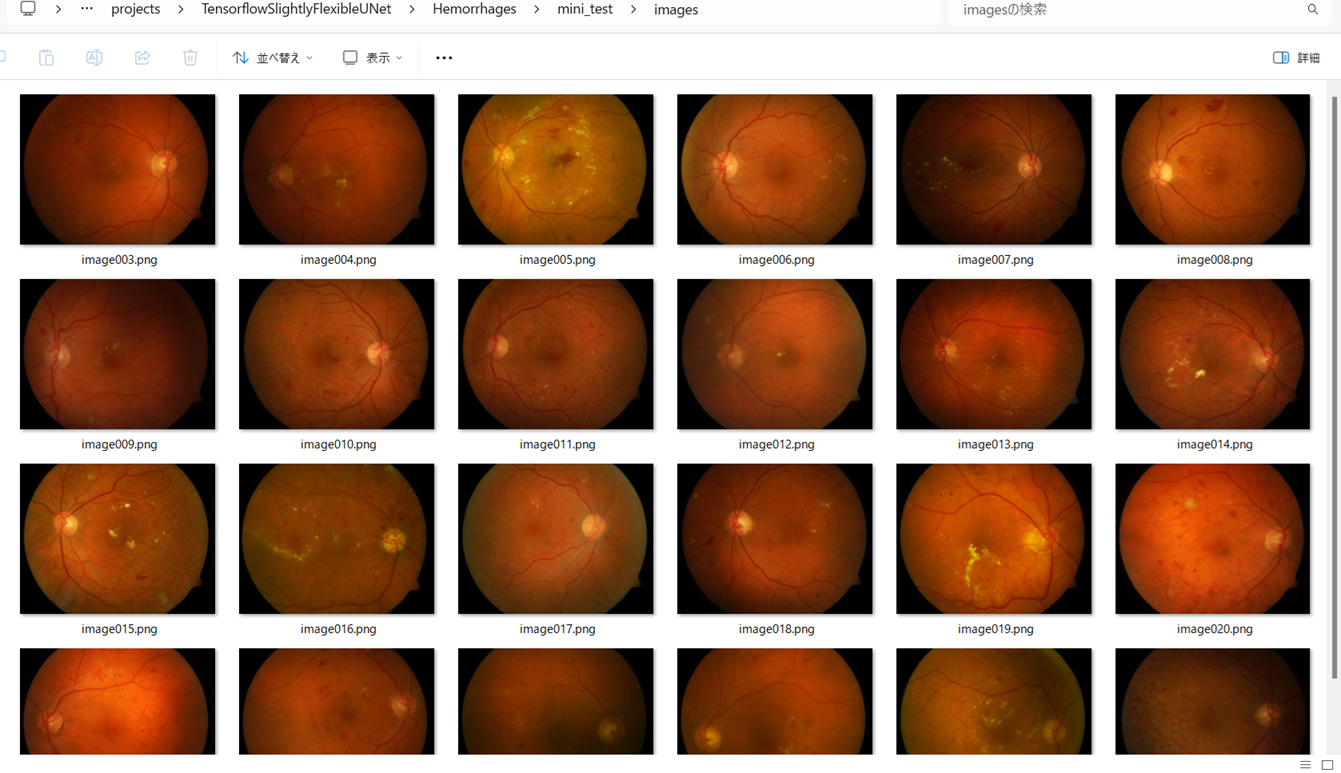 … projects TensorflowSlightlyFlexibleUNet Hemorrhages mini_test images imagesの検索
並べ替え 表示 … 詳細
image003.png image004.png image005.png image006.png image007.png image008.png
image009.png image010.png image011.png image012.png image013.png image014.png
image015.png image016.png image017.png image018.png image019.png image020.png